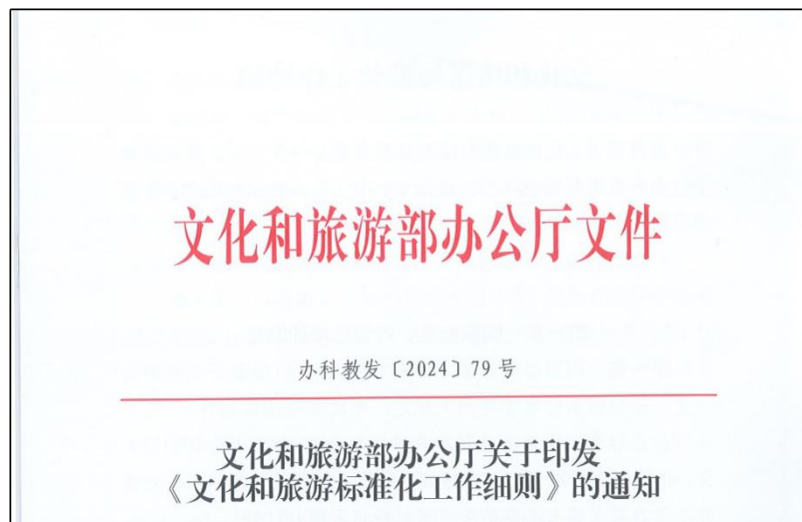 文化和旅游部办公厅文件
办科教发〔2024〕79号
文化和旅游部办公厅关于印发
《文化和旅游标准化工作细则》的通知